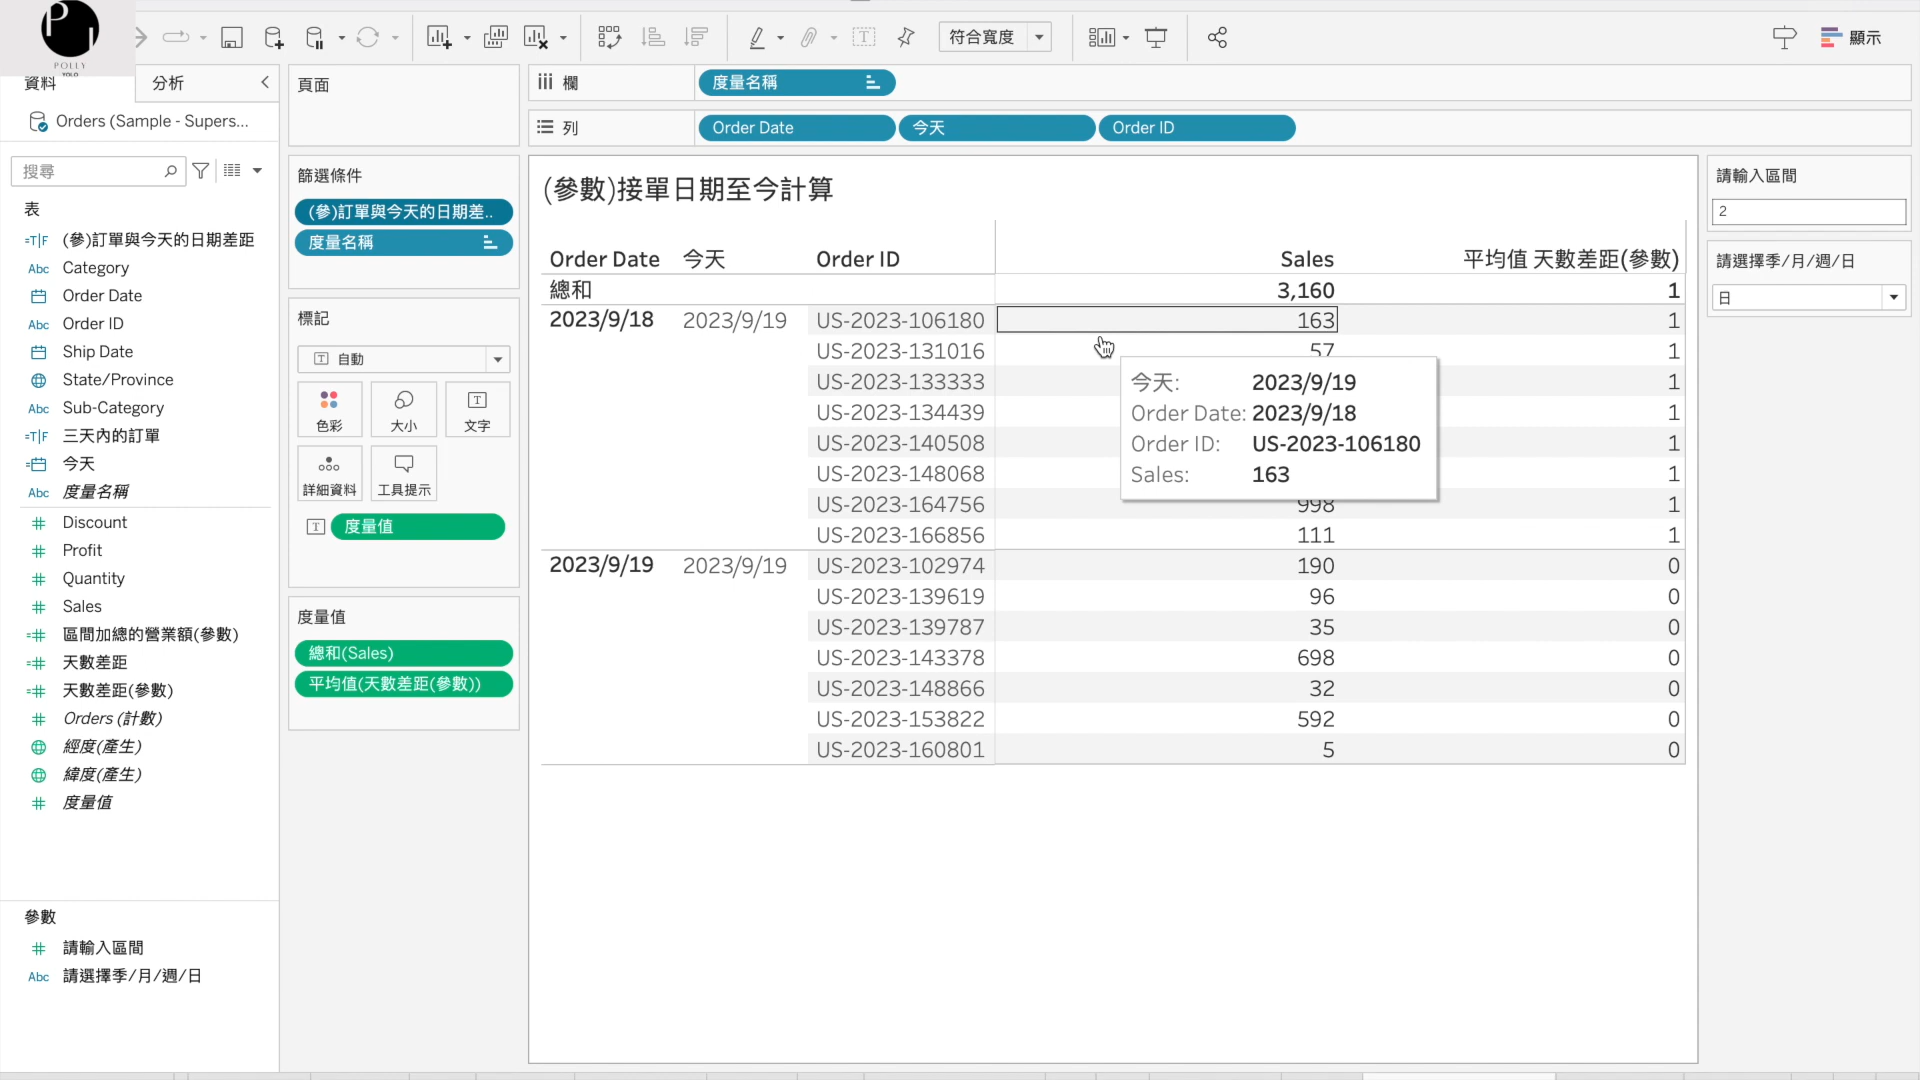 POLLY
YOLO
符合寬度
顯示
資料
分析
Orders (Sample - Supers...
搜尋
表
(參)訂單與今天的日期差距
Abc Category
Order Date
Abc Order ID
Ship Date
State/Province
Abc Sub-Category
三天內的訂單
今天
Abc 度量名稱
Discount
Profit
Quantity
Sales
區間加總的營業額(參數)
天數差距
天數差距(參數)
Orders (計數)
經度(產生)
緯度(產生)
度量值
參數
請輸入區間
Abc 請選擇季/月/週/日
頁面
篩選條件
(參)訂單與今天的日期差..
度量名稱
標記
自動
色彩 大小 文字
詳細資料 工具提示
度量值
度量值
總和(Sales)
平均值(天數差距(參數))
欄 度量名稱
列 Order Date 今天 Order ID
(參數)接單日期至今計算
Order Date 今天 Order ID Sales 平均值 天數差距(參數)
總和 3,160 1
2023/9/18 2023/9/19 US-2023-106180 163 1
US-2023-131016 57 1
US-2023-133333 1
US-2023-134439 1
US-2023-140508 1
US-2023-148068 1
US-2023-164756 998 1
US-2023-166856 111 1
2023/9/19 2023/9/19 US-2023-102974 190 0
US-2023-139619 96 0
US-2023-139787 35 0
US-2023-143378 698 0
US-2023-148866 32 0
US-2023-153822 592 0
US-2023-160801 5 0
今天: 2023/9/19
Order Date: 2023/9/18
Order ID: US-2023-106180
Sales: 163
請輸入區間
2
請選擇季/月/週/日
日